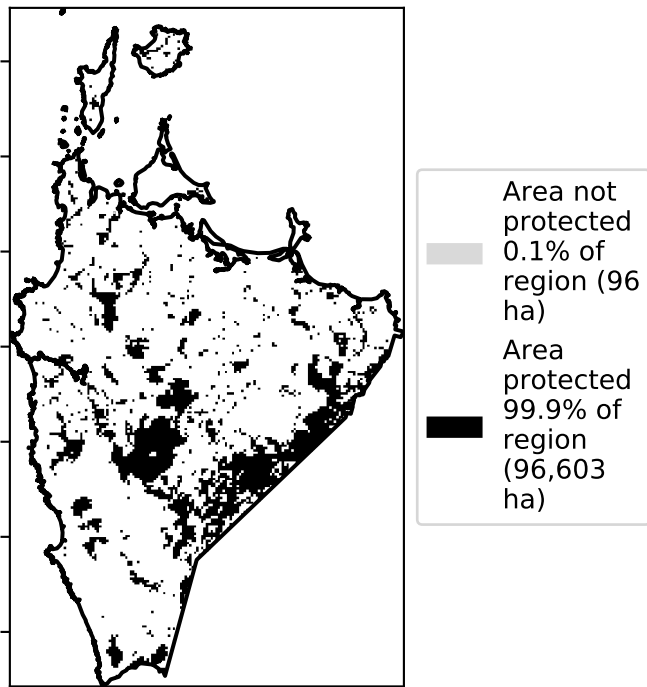 Area not
protected
0.1% of
region (96
ha)
Area
protected
99.9% of
region
(96,603
ha)